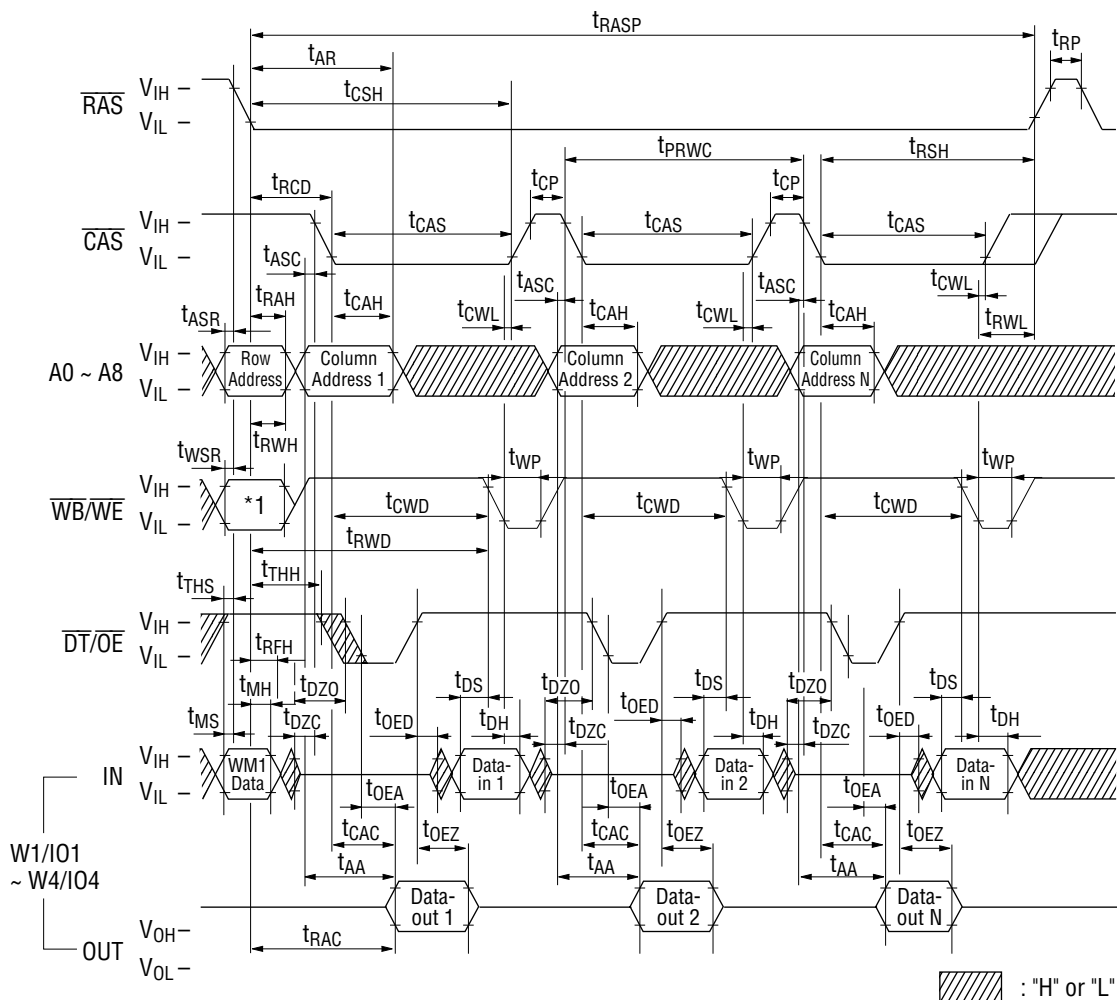 tRASP
tAR
tRP
RAS
VIH –
VIL –
tCSH
tPRWC
tRSH
tRCD
tCP
tCP
CAS
VIH –
VIL –
tCAS
tCAS
tCAS
tASC
tASC
tASC
tCWL
tRAH
tCAH
tCWL
tCAH
tCWL
tCAH
tRWL
tASR
A0 ~ A8
VIH –
VIL –
Row Address
Column Address 1
Column Address 2
Column Address N
tRWH
tWSR
tWP
tWP
tWP
WB/WE
VIH –
VIL –
*1
tCWD
tCWD
tCWD
tRWD
tTHH
tTHS
DT/OE
VIH –
VIL –
tRFH
tMH
tDZO
tDS
tDZO
tDS
tDZO
tDS
tMS
tDZC
tOED
tDH
tDZC
tOED
tDH
tDZC
tOED
tDH
IN
VIH –
VIL –
WM1 Data
Data-in 1
Data-in 2
Data-in N
tOEA
tOEA
tOEA
tCAC
tOEZ
tCAC
tOEZ
tCAC
tOEZ
W1/IO1
~ W4/IO4
tAA
tAA
tAA
Data-out 1
Data-out 2
Data-out N
OUT
VOH –
VOL –
tRAC
: "H" or "L"